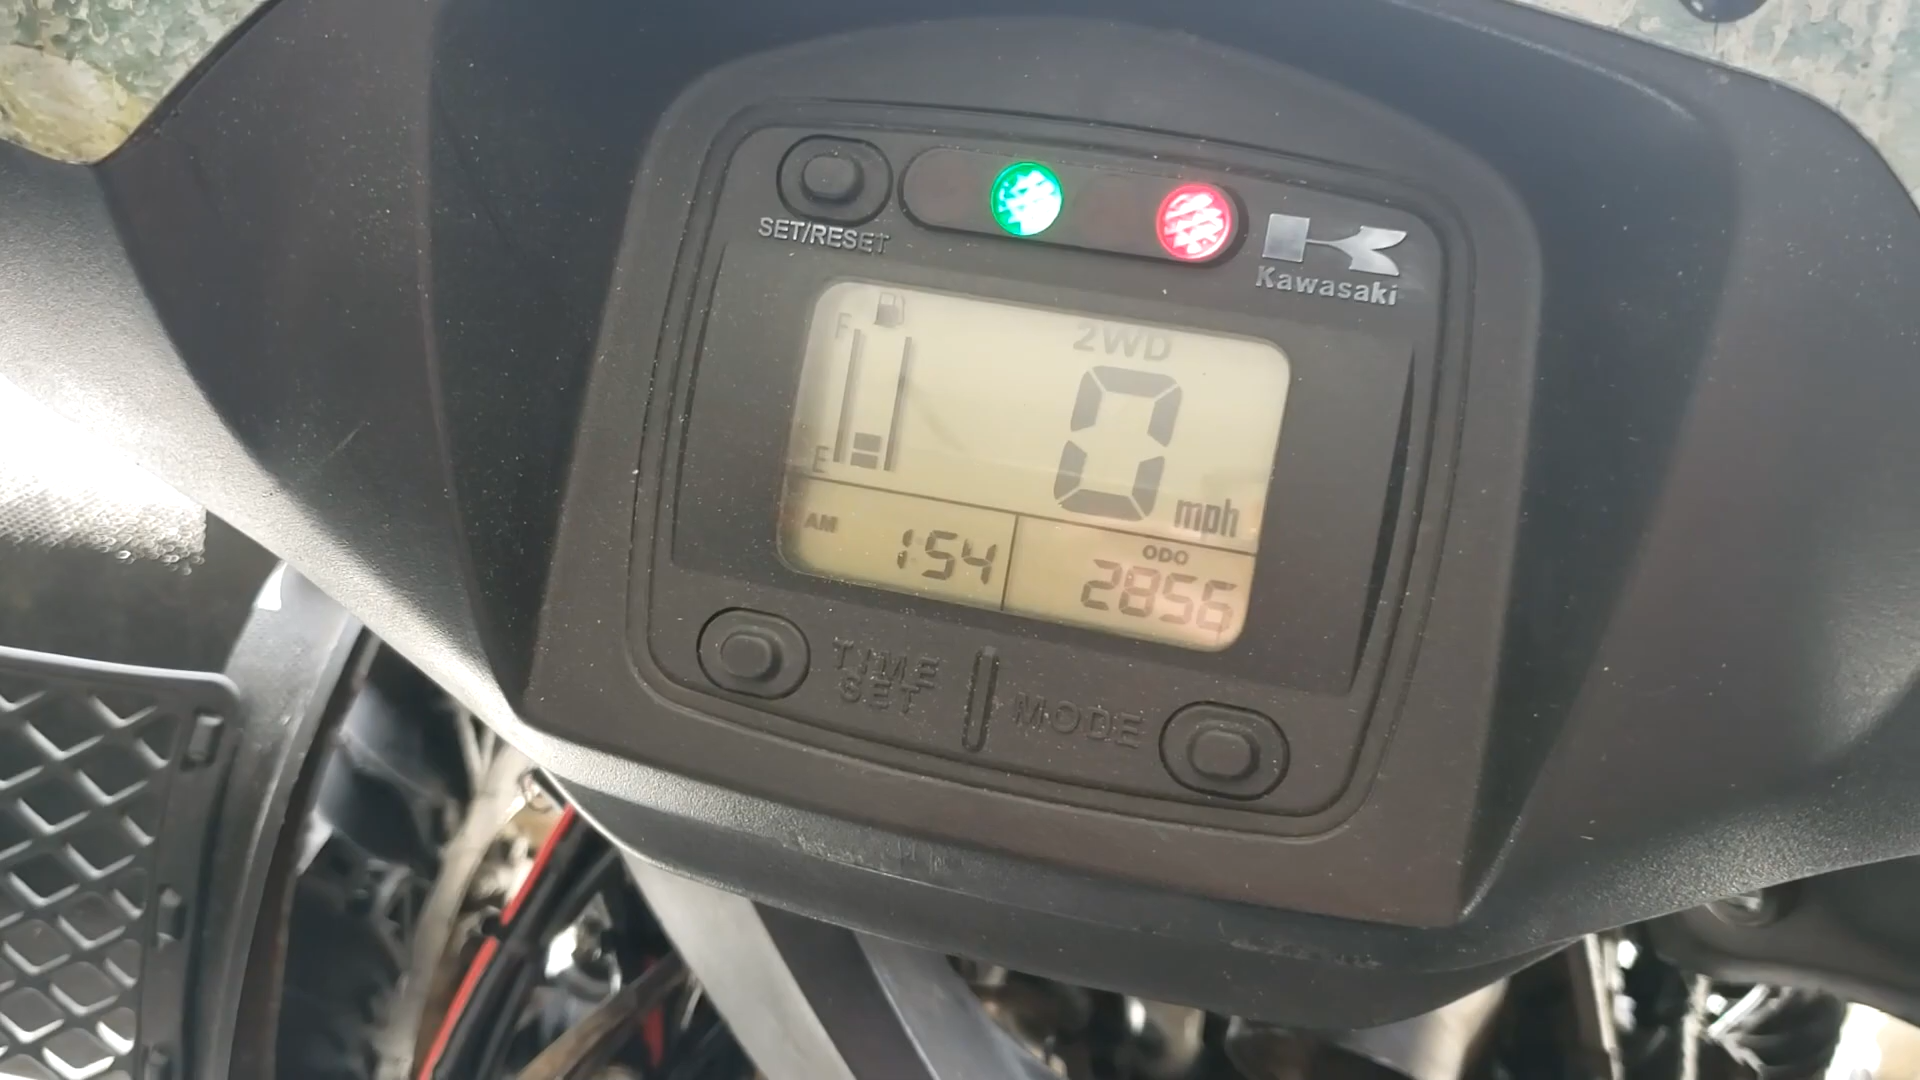 SET/RESET
Kawasaki
F
2WD
0 mph
E
AM 1:54
ODO
2856
TIME
SET
MODE